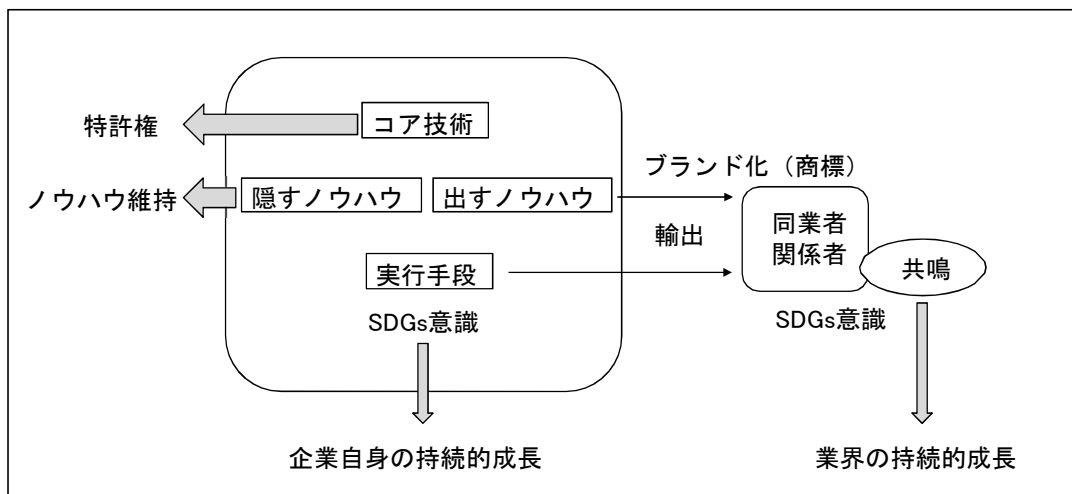 特許権
コア技術
ブランド化（商標）
ノウハウ維持
隠すノウハウ
出すノウハウ
同業者
関係者
輸出
共鳴
実行手段
SDGs意識
SDGs意識
企業自身の持続的成長
業界の持続的成長